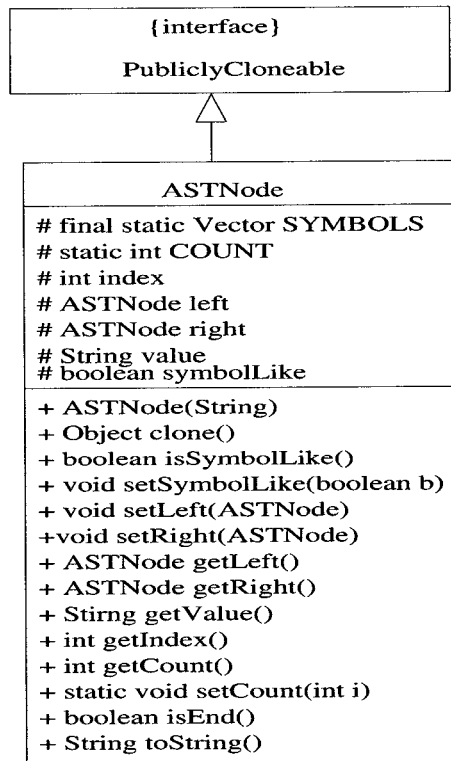 {interface}
PubliclyCloneable
ASTNode
# final static Vector SYMBOLS
# static int COUNT
# int index
# ASTNode left
# ASTNode right
# String value
# boolean symbolLike
+ ASTNode(String)
+ Object clone()
+ boolean isSymbolLike()
+ void setSymbolLike(boolean b)
+ void setLeft(ASTNode)
+void setRight(ASTNode)
+ ASTNode getLeft()
+ ASTNode getRight()
+ Stirng getValue()
+ int getIndex()
+ int getCount()
+ static void setCount(int i)
+ boolean isEnd()
+ String toString()